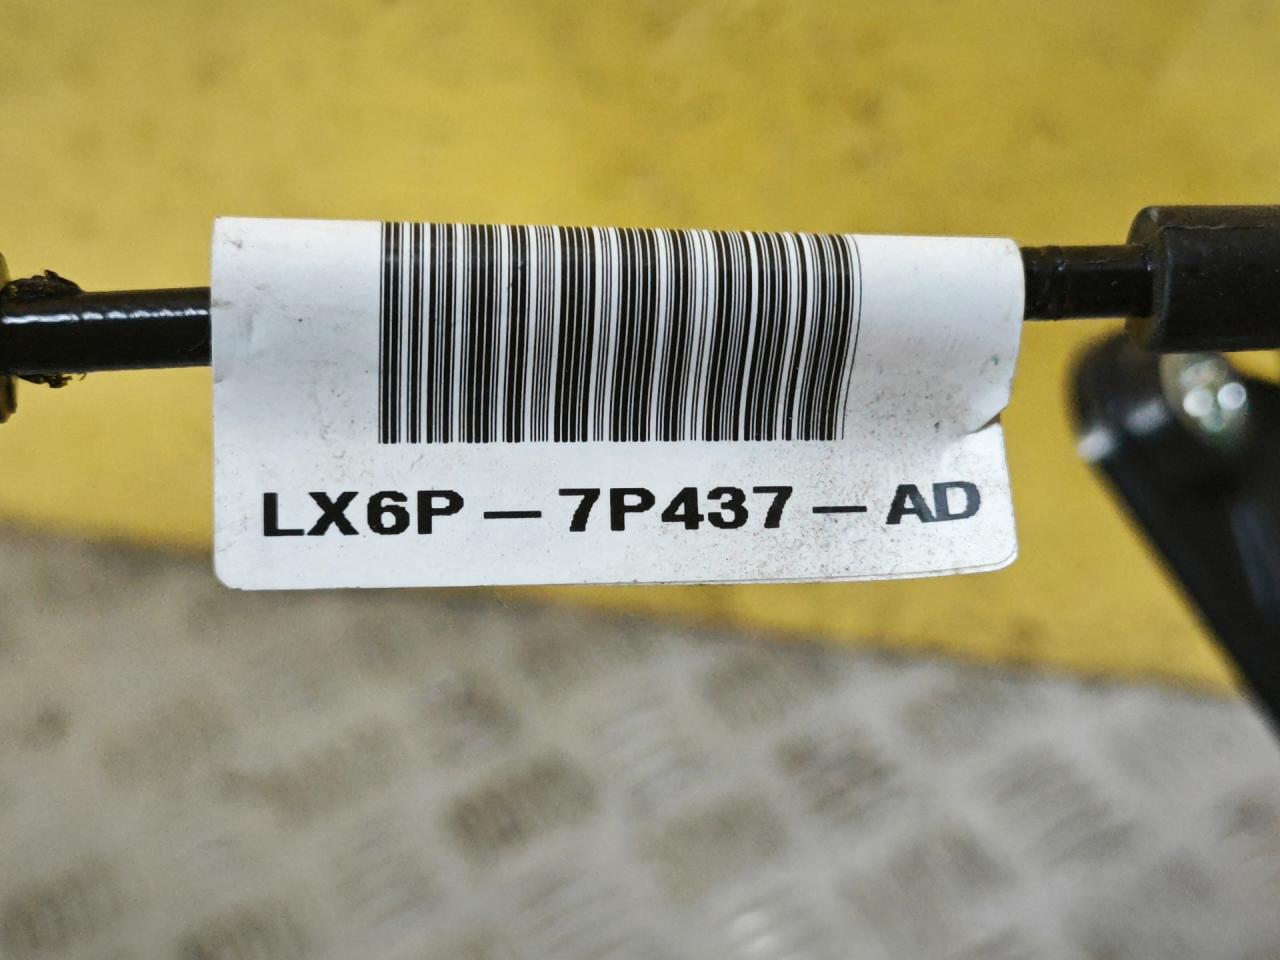 LX6P — 7P437 — AD